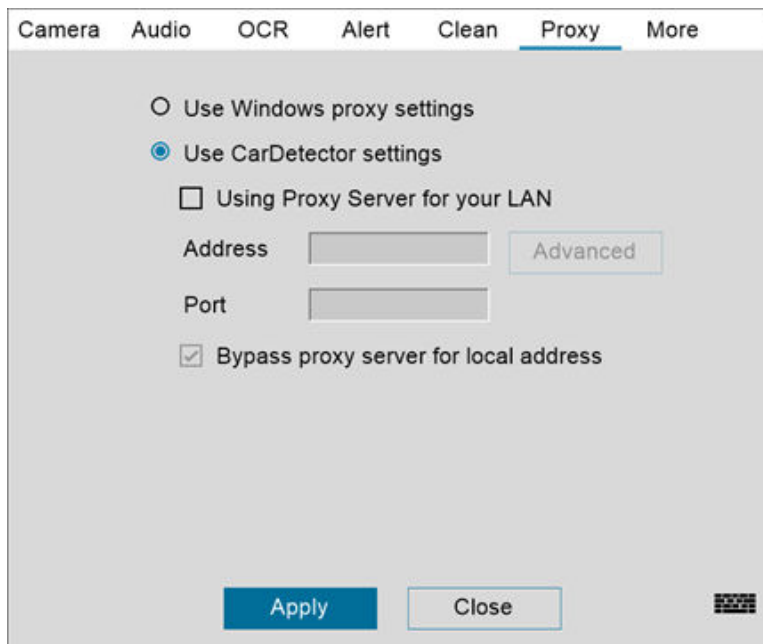 Camera Audio OCR Alert Clean Proxy More
Use Windows proxy settings
Use CarDetector settings
Using Proxy Server for your LAN
Address Advanced
Port
Bypass proxy server for local address
Apply Close